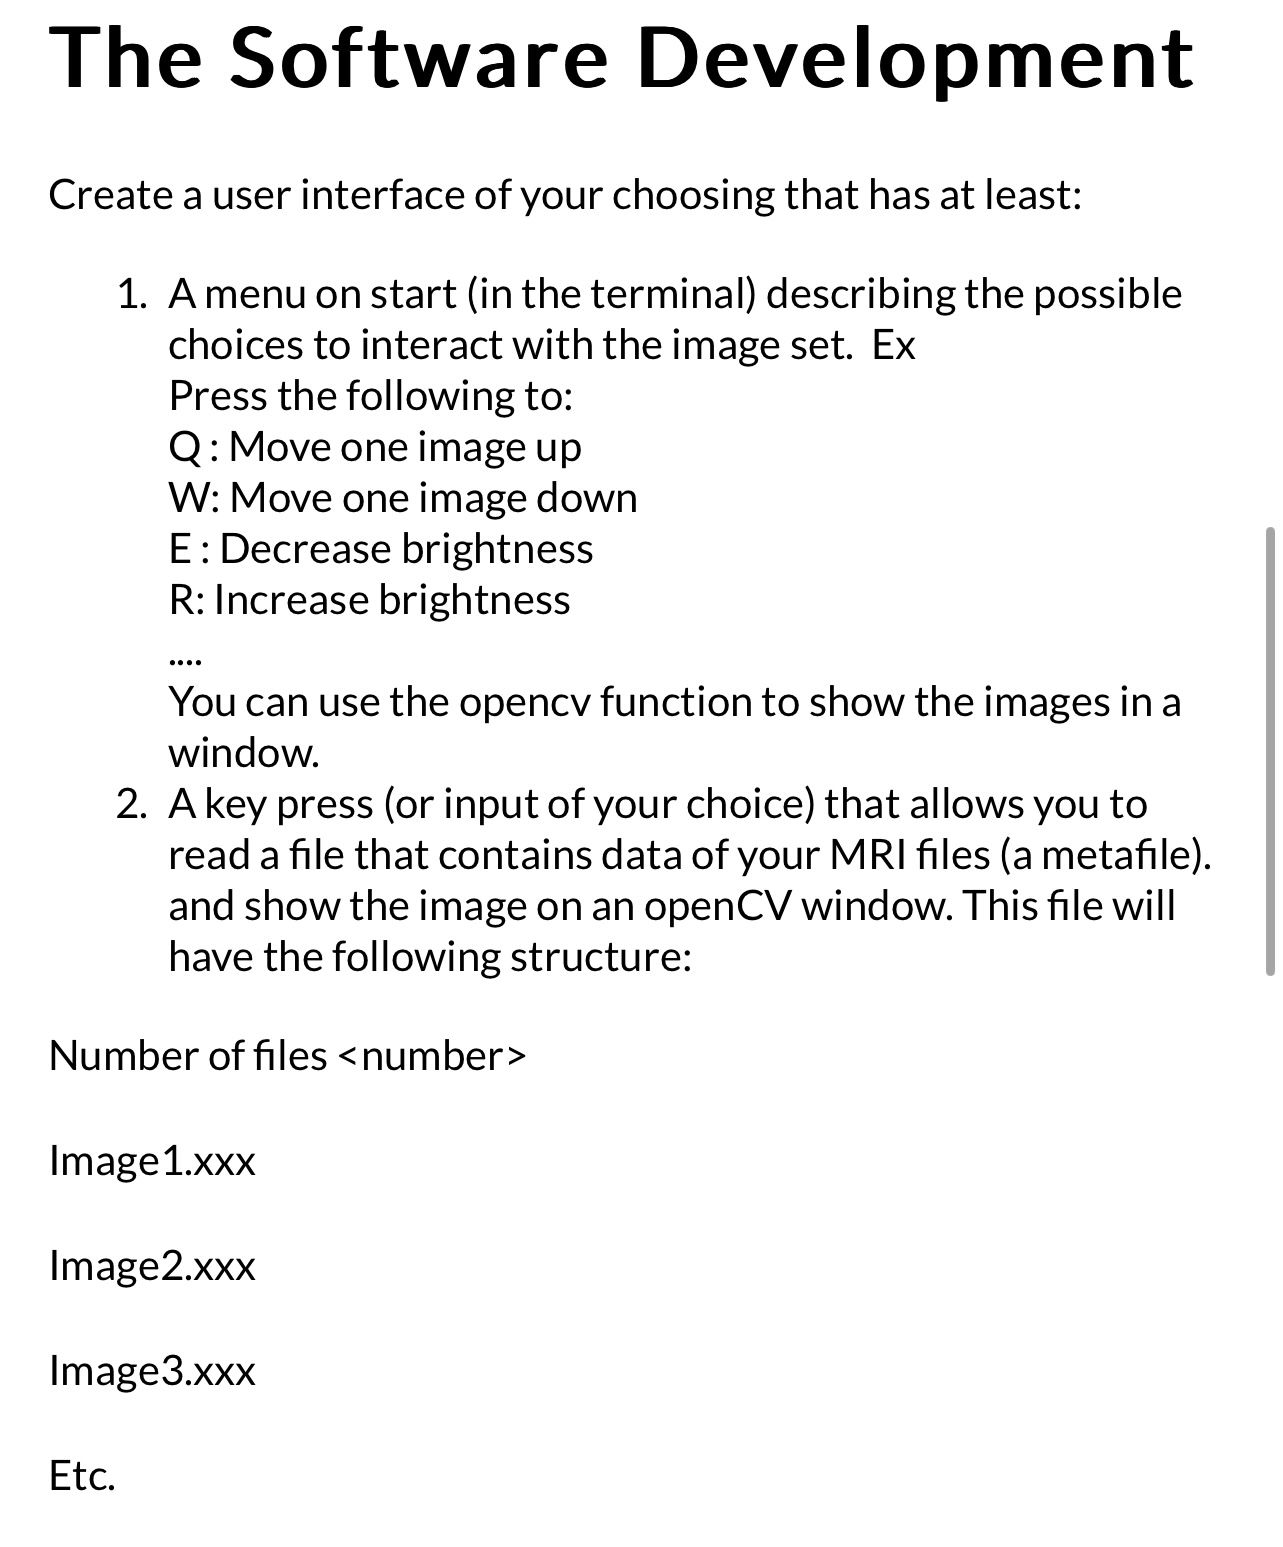 The Software Development
Create a user interface of your choosing that has at least:
1. A menu on start (in the terminal) describing the possible
choices to interact with the image set.  Ex
Press the following to:
Q : Move one image up
W: Move one image down
E : Decrease brightness
R: Increase brightness
....
You can use the opencv function to show the images in a
window.
2. A key press (or input of your choice) that allows you to
read a file that contains data of your MRI files (a metafile).
and show the image on an openCV window. This file will
have the following structure:
Number of files <number>
Image1.xxx
Image2.xxx
Image3.xxx
Etc.